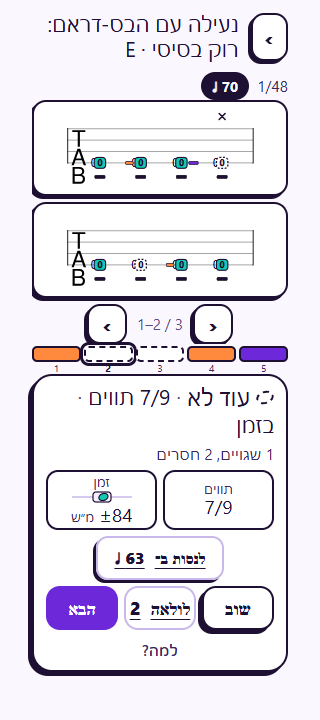 נעילה עם הבס-דראם:
רוק בסיסי · E
1/48
♩ 70
×
T
A
B
0 0 0 0
T
A
B
0 0 0 0
1–2 / 3
1 2 3 4 5
עוד לא · 7/9 תווים ·
בזמן
1 שגויים, 2 חסרים
תווים
7/9
זמן
±84 מ״ש
לנסות ב- 63 ♩
שוב
לולאה 2
הבא
למה?